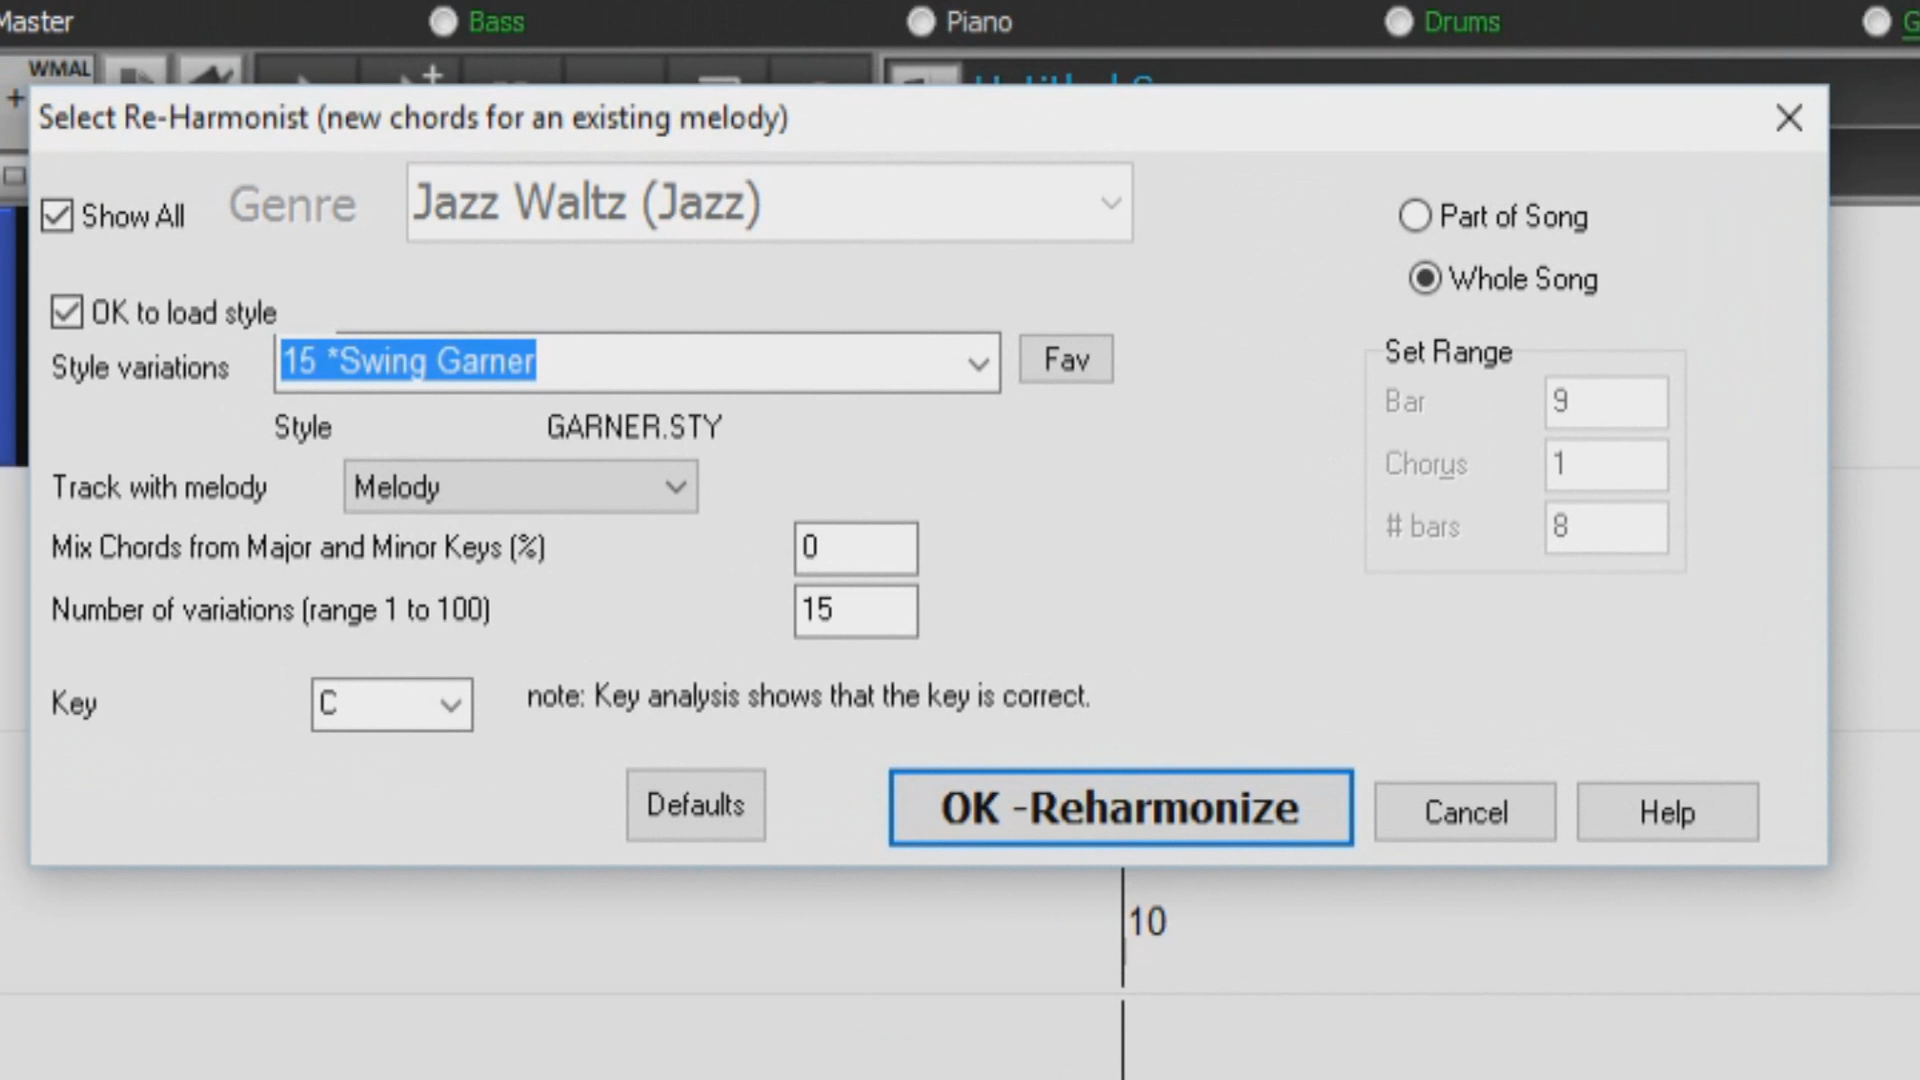 Master Bass Piano Drums
WMAL
Select Re-Harmonist (new chords for an existing melody)
Show All Genre Jazz Waltz (Jazz)
Part of Song
Whole Song
OK to load style
Style variations 15 *Swing Garner Fav
Style GARNER.STY
Set Range
Bar 9
Chorus 1
# bars 8
Track with melody Melody
Mix Chords from Major and Minor Keys (%) 0
Number of variations (range 1 to 100) 15
Key C note: Key analysis shows that the key is correct.
Defaults OK -Reharmonize Cancel Help
10